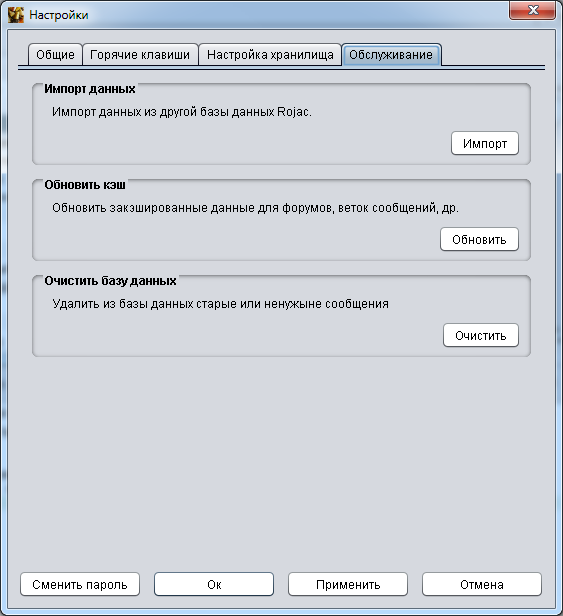 Настройки
Общие Горячие клавиши Настройка хранилища Обслуживание
Импорт данных
Импорт данных из другой базы данных Rojac.
Импорт
Обновить кэш
Обновить закэшированные данные для форумов, веток сообщений, др.
Обновить
Очистить базу данных
Удалить из базы данных старые или ненужыне сообщения
Очистить
Сменить пароль Ок Применить Отмена